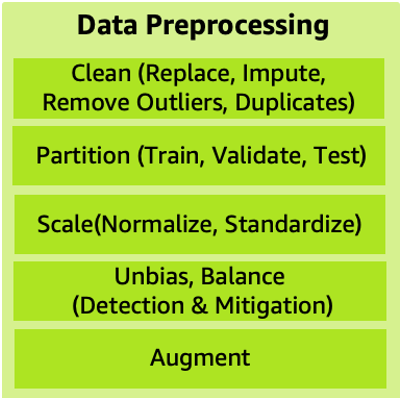 Data Preprocessing
Clean (Replace, Impute,
Remove Outliers, Duplicates)
Partition (Train, Validate, Test)
Scale(Normalize, Standardize)
Unbias, Balance
(Detection & Mitigation)
Augment